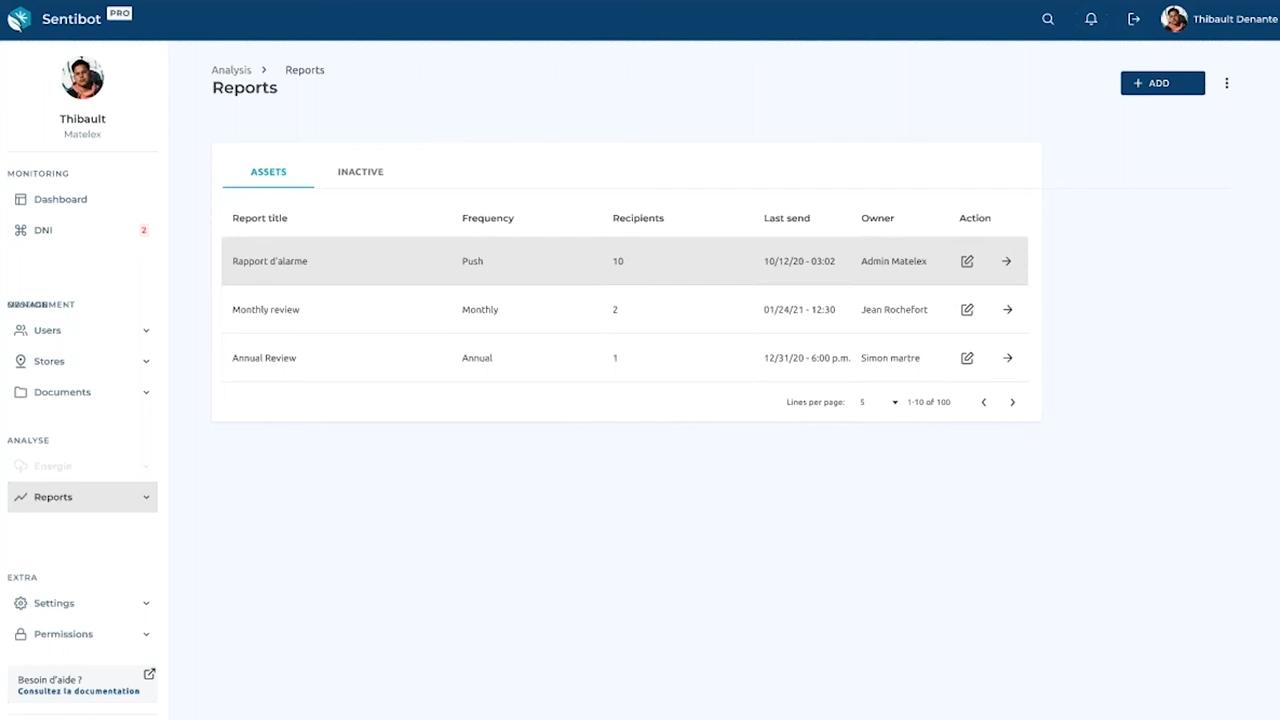 Sentibot PRO
Thibault Denante
Thibault
Matelex
MONITORING
Dashboard
DNI 2
MANAGEMENT
Users
Stores
Documents
ANALYSE
Energie
Reports
EXTRA
Settings
Permissions
Besoin d'aide ?
Consultez la documentation
Analysis > Reports
Reports
+ ADD
ASSETS INACTIVE
Report title Frequency Recipients Last send Owner Action
Rapport d'alarme Push 10 10/12/20 - 03:02 Admin Matelex
Monthly review Monthly 2 01/24/21 - 12:30 Jean Rochefort
Annual Review Annual 1 12/31/20 - 6:00 p.m. Simon martre
Lines per page: 5 1-10 of 100